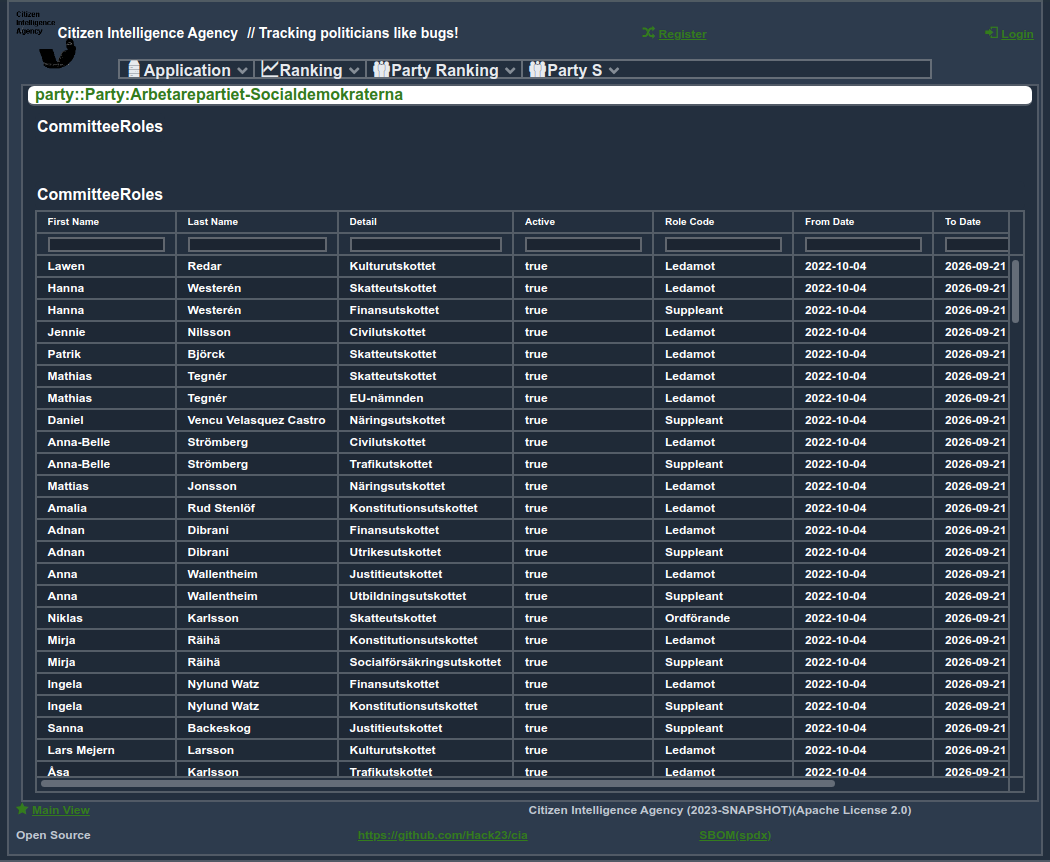 Citizen
Intelligence
Agency
Citizen Intelligence Agency // Tracking politicians like bugs!
Register
Login
Application
Ranking
Party Ranking
Party S
party::Party:Arbetarepartiet-Socialdemokraterna
CommitteeRoles
CommitteeRoles
First Name Last Name Detail Active Role Code From Date To Date
Lawen Redar Kulturutskottet true Ledamot 2022-10-04 2026-09-21
Hanna Westerén Skatteutskottet true Ledamot 2022-10-04 2026-09-21
Hanna Westerén Finansutskottet true Suppleant 2022-10-04 2026-09-21
Jennie Nilsson Civilutskottet true Ledamot 2022-10-04 2026-09-21
Patrik Björck Skatteutskottet true Ledamot 2022-10-04 2026-09-21
Mathias Tegnér Skatteutskottet true Ledamot 2022-10-04 2026-09-21
Mathias Tegnér EU-nämnden true Ledamot 2022-10-04 2026-09-21
Daniel Vencu Velasquez Castro Näringsutskottet true Suppleant 2022-10-04 2026-09-21
Anna-Belle Strömberg Civilutskottet true Ledamot 2022-10-04 2026-09-21
Anna-Belle Strömberg Trafikutskottet true Suppleant 2022-10-04 2026-09-21
Mattias Jonsson Näringsutskottet true Ledamot 2022-10-04 2026-09-21
Amalia Rud Stenlöf Konstitutionsutskottet true Ledamot 2022-10-04 2026-09-21
Adnan Dibrani Finansutskottet true Ledamot 2022-10-04 2026-09-21
Adnan Dibrani Utrikesutskottet true Suppleant 2022-10-04 2026-09-21
Anna Wallentheim Justitieutskottet true Ledamot 2022-10-04 2026-09-21
Anna Wallentheim Utbildningsutskottet true Suppleant 2022-10-04 2026-09-21
Niklas Karlsson Skatteutskottet true Ordförande 2022-10-04 2026-09-21
Mirja Räihä Konstitutionsutskottet true Ledamot 2022-10-04 2026-09-21
Mirja Räihä Socialförsäkringsutskottet true Suppleant 2022-10-04 2026-09-21
Ingela Nylund Watz Finansutskottet true Ledamot 2022-10-04 2026-09-21
Ingela Nylund Watz Konstitutionsutskottet true Suppleant 2022-10-04 2026-09-21
Sanna Backeskog Justitieutskottet true Suppleant 2022-10-04 2026-09-21
Lars Mejern Larsson Kulturutskottet true Ledamot 2022-10-04 2026-09-21
Åsa Karlsson Trafikutskottet true Ledamot 2022-10-04 2026-09-21
Main View
Citizen Intelligence Agency (2023-SNAPSHOT)(Apache License 2.0)
Open Source
https://github.com/Hack23/cia
SBOM(spdx)